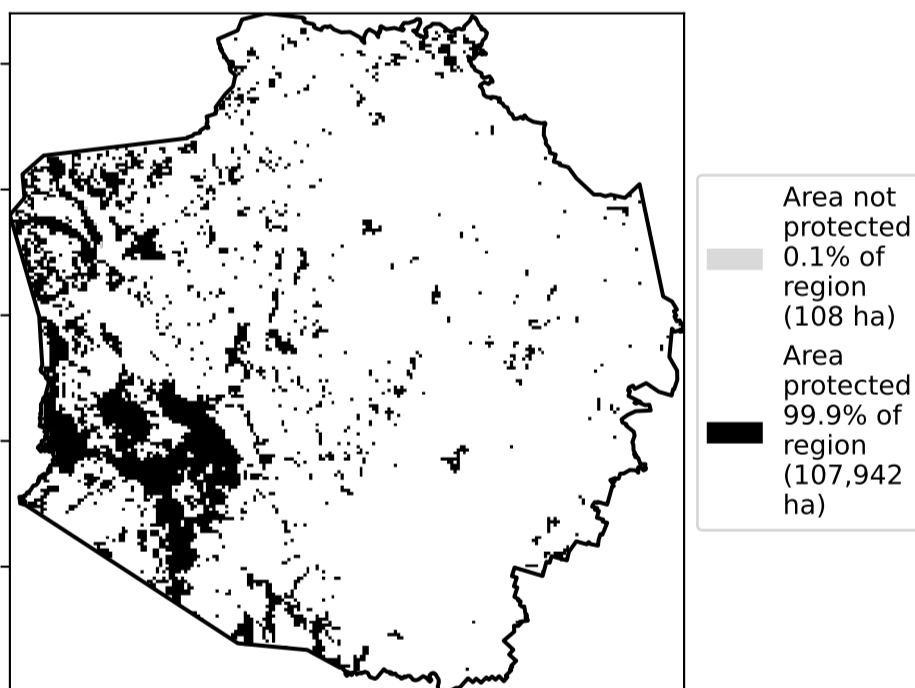 Area not
protected
0.1% of
region
(108 ha)
Area
protected
99.9% of
region
(107,942
ha)